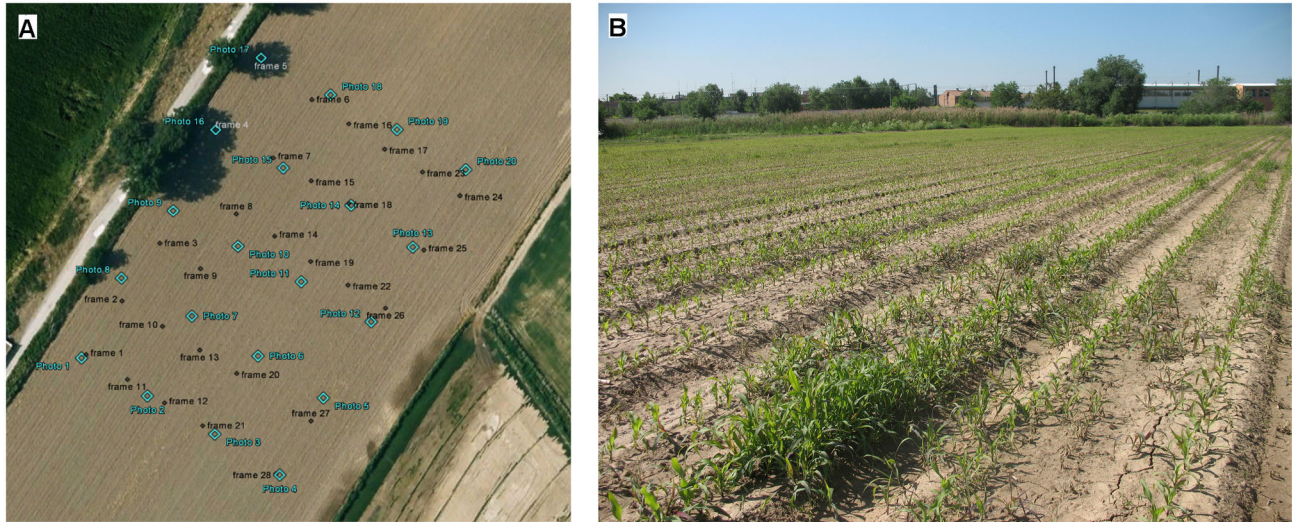 A
B
Photo 17
frame 5
Photo 18
frame 6
Photo 16
frame 4
frame 16
Photo 19
Photo 15
frame 7
frame 17
Photo 20
frame 23
frame 15
frame 24
Photo 9
frame 8
Photo 14
frame 18
frame 3
frame 14
Photo 13
Photo 10
frame 25
Photo 8
frame 9
frame 19
Photo 11
frame 22
frame 2
frame 10
Photo 7
Photo 12
frame 26
Photo 1
frame 1
frame 13
Photo 6
frame 11
frame 20
Photo 2
frame 12
Photo 5
frame 27
frame 21
Photo 3
frame 28
Photo 4